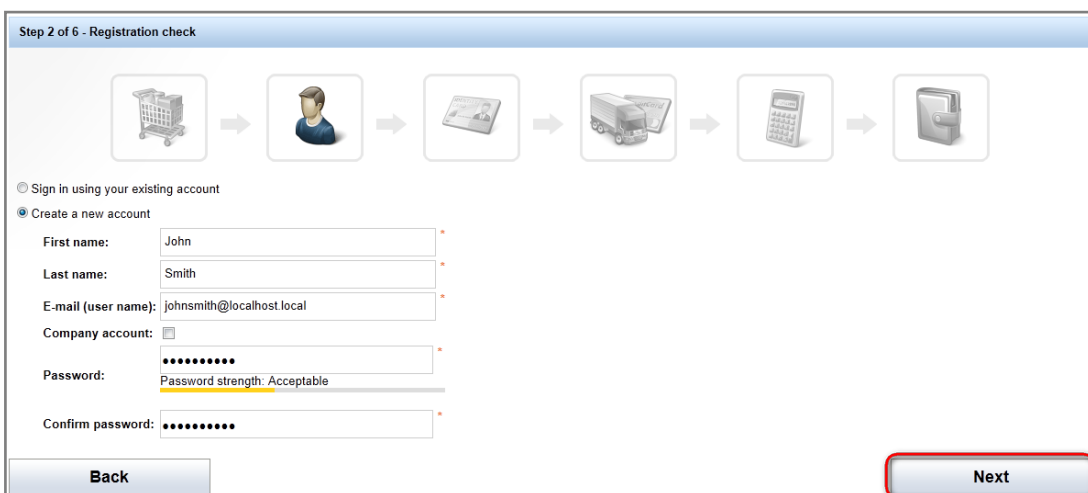 Step 2 of 6 - Registration check
Sign in using your existing account
Create a new account
First name: John *
Last name: Smith *
E-mail (user name): johnsmith@localhost.local *
Company account:
Password: ●●●●●●●●●● *
Password strength: Acceptable
Confirm password: ●●●●●●●●●● *
Back Next